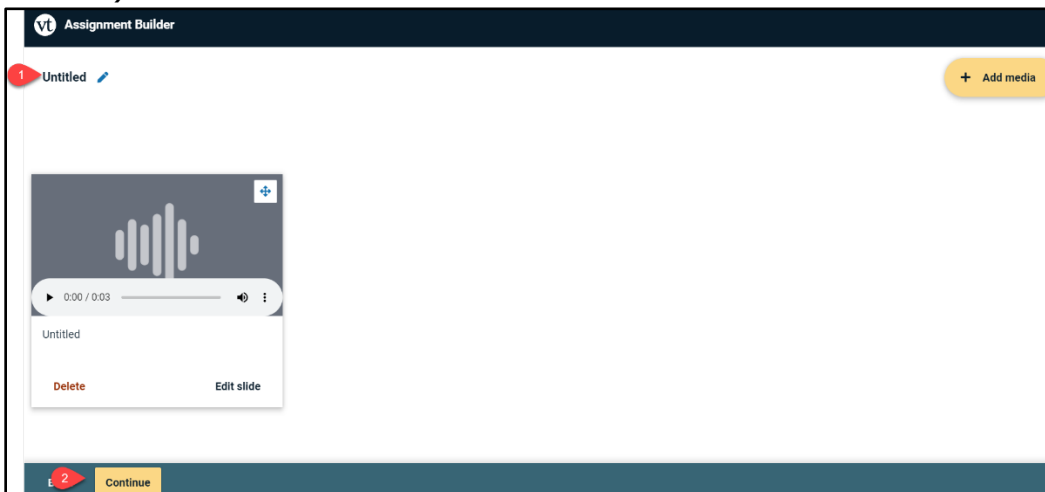 vt Assignment Builder
1 Untitled
+ Add media
0:00 / 0:03
Untitled
Delete Edit slide
2 Continue